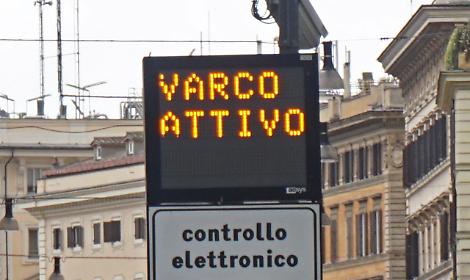 VARCO
ATTIVO
controllo
elettronico